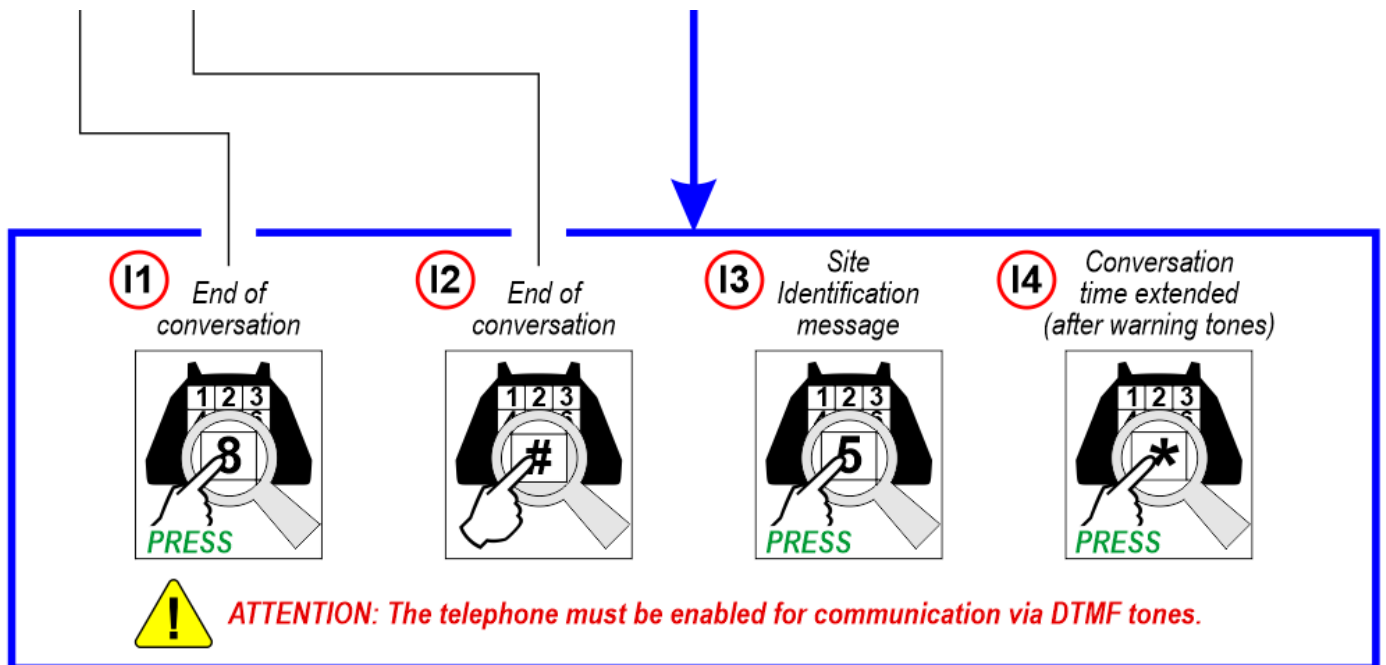 I1
End of
conversation
I2
End of
conversation
I3
Site
Identification
message
I4
Conversation
time extended
(after warning tones)
1 2 3
8
PRESS
1 2 3
#
1 2 3
6
5
PRESS
1 2 3
*
PRESS
! ATTENTION: The telephone must be enabled for communication via DTMF tones.